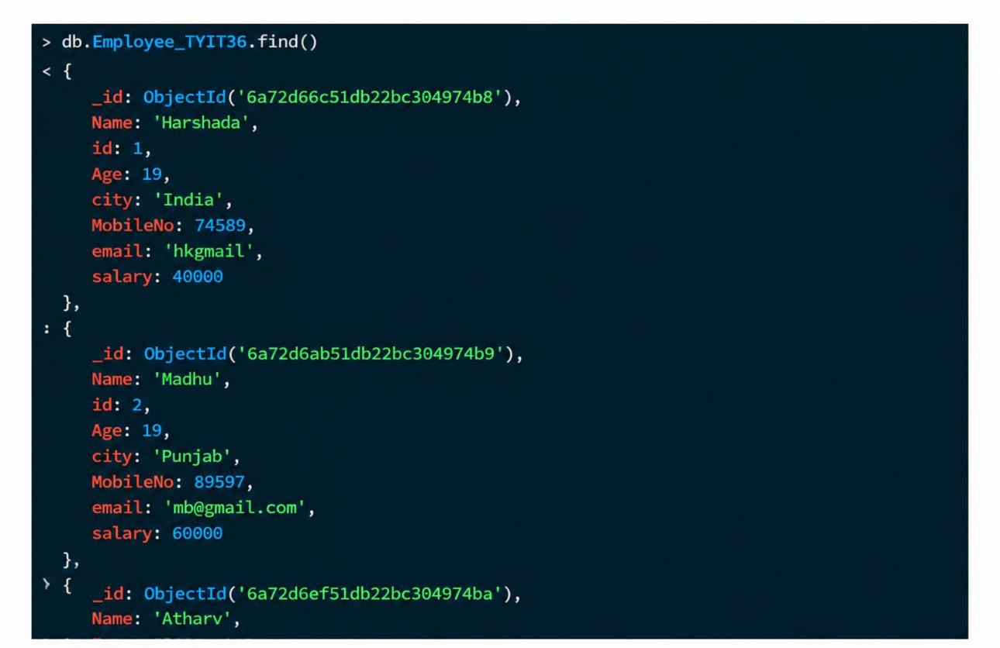 > db.Employee_TYIT36.find()
< {
_id: ObjectId('6a72d66c51db22bc304974b8'),
Name: 'Harshada',
id: 1,
Age: 19,
city: 'India',
MobileNo: 74589,
email: 'hkgmail',
salary: 40000
},
: {
_id: ObjectId('6a72d6ab51db22bc304974b9'),
Name: 'Madhu',
id: 2,
Age: 19,
city: 'Punjab',
MobileNo: 89597,
email: 'mb@gmail.com',
salary: 60000
},
> {
_id: ObjectId('6a72d6ef51db22bc304974ba'),
Name: 'Atharv',